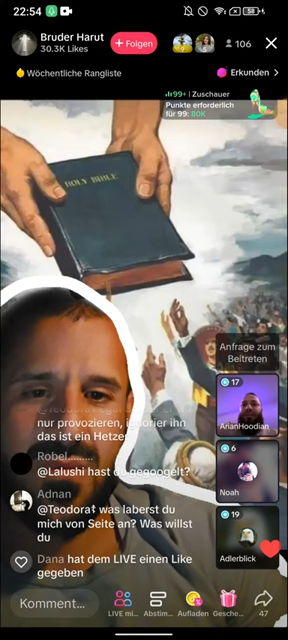 22:54
58
Bruder Harut
30.3K Likes
+ Folgen
106
Wöchentliche Rangliste
Erkunden >
99+ | Zuschauer
Punkte erforderlich
für 99: 80K
HOLY BIBLE
Anfrage zum
Beitreten
17
ArianHoodian
6
Noah
19
Adlerblick
nur provozieren, ignorier ihn
das ist ein Hetzer
Robel.........
@Lalushi hast du gegoogelt?
Adnan
@Teodora‡ was laberst du
mich von Seite an? Was willst
du
Dana hat dem LIVE einen Like
gegeben
Komment...
LIVE mi...
Abstim...
Aufladen
Gesche...
47